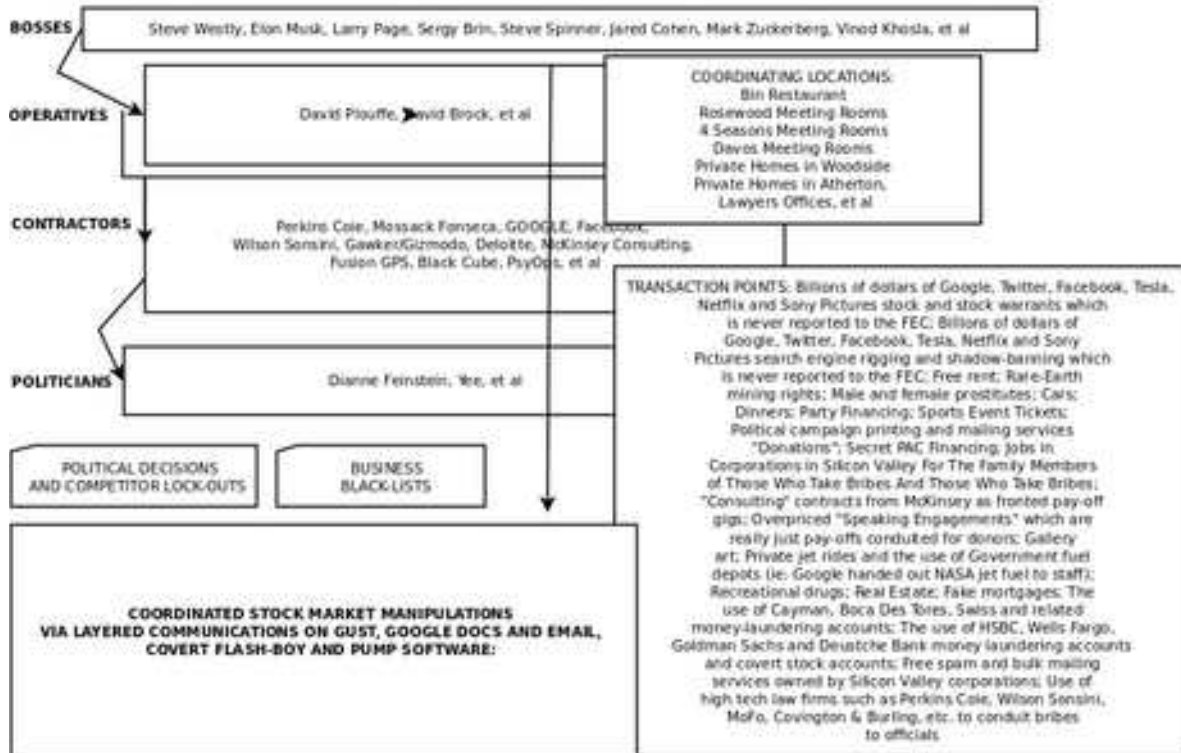 BOSSES
Steve Westly, Elon Musk, Larry Page, Sergy Brin, Steve Spinner, Jared Cohen, Mark Zuckerberg, Vinod Khosla, et al
OPERATIVES
David Plouffe, David Brock, et al
COORDINATING LOCATIONS:
Bin Restaurant
Rosewood Meeting Rooms
4 Seasons Meeting Rooms
Davos Meeting Rooms
Private Homes in Woodside
Private Homes in Atherton,
Lawyers Offices, et al
CONTRACTORS
Perkins Coie, Mossack Fonseca, GOOGLE, Facebook,
Wilson Sonsini, Gawker/Gizmodo, Deloitte, McKinsey Consulting,
Fusion GPS, Black Cube, PsyOps, et al
POLITICIANS
Dianne Feinstein, Yee, et al
TRANSACTION POINTS: Billions of dollars of Google, Twitter, Facebook, Tesla,
Netflix and Sony Pictures stock and stock warrants which
is never reported to the FEC; Billions of dollars of
Google, Twitter, Facebook, Tesla, Netflix and Sony
Pictures search engine rigging and shadow-banning which
is never reported to the FEC; Free rent; Rare-Earth
mining rights; Male and female prostitutes; Cars;
Dinners; Party Financing; Sports Event Tickets;
Political campaign printing and mailing services
"Donations"; Secret PAC Financing; Jobs in
Corporations in Silicon Valley For The Family Members
of Those Who Take Bribes And Those Who Take Bribes;
"Consulting" contracts from McKinsey as fronted pay-off
gigs; Overpriced "Speaking Engagements" which are
really just pay-offs conduited for donors; Gallery
art; Private jet rides and the use of Government fuel
depots (ie: Google handed out NASA jet fuel to staff);
Recreational drugs; Real Estate; Fake mortgages; The
use of Cayman, Boca Des Tores, Swiss and related
money-laundering accounts; The use of HSBC, Wells Fargo,
Goldman Sachs and Deustche Bank money laundering accounts
and covert stock accounts; Free spam and bulk mailing
services owned by Silicon Valley corporations; Use of
high tech law firms such as Perkins Coie, Wilson Sonsini,
MoFo, Covington & Burling, etc. to conduit bribes
to officials
POLITICAL DECISIONS
AND COMPETITOR LOCK-OUTS
BUSINESS
BLACK-LISTS
COORDINATED STOCK MARKET MANIPULATIONS
VIA LAYERED COMMUNICATIONS ON GUST, GOOGLE DOCS AND EMAIL,
COVERT FLASH-BOY AND PUMP SOFTWARE: